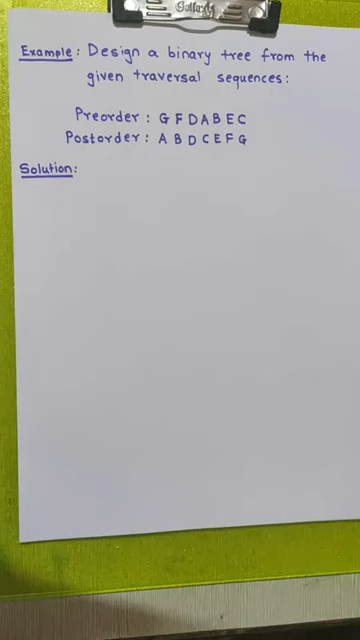 Example: Design a binary tree from the
given traversal sequences:
Preorder: G F D A B E C
Postorder: A B D C E F G
Solution: